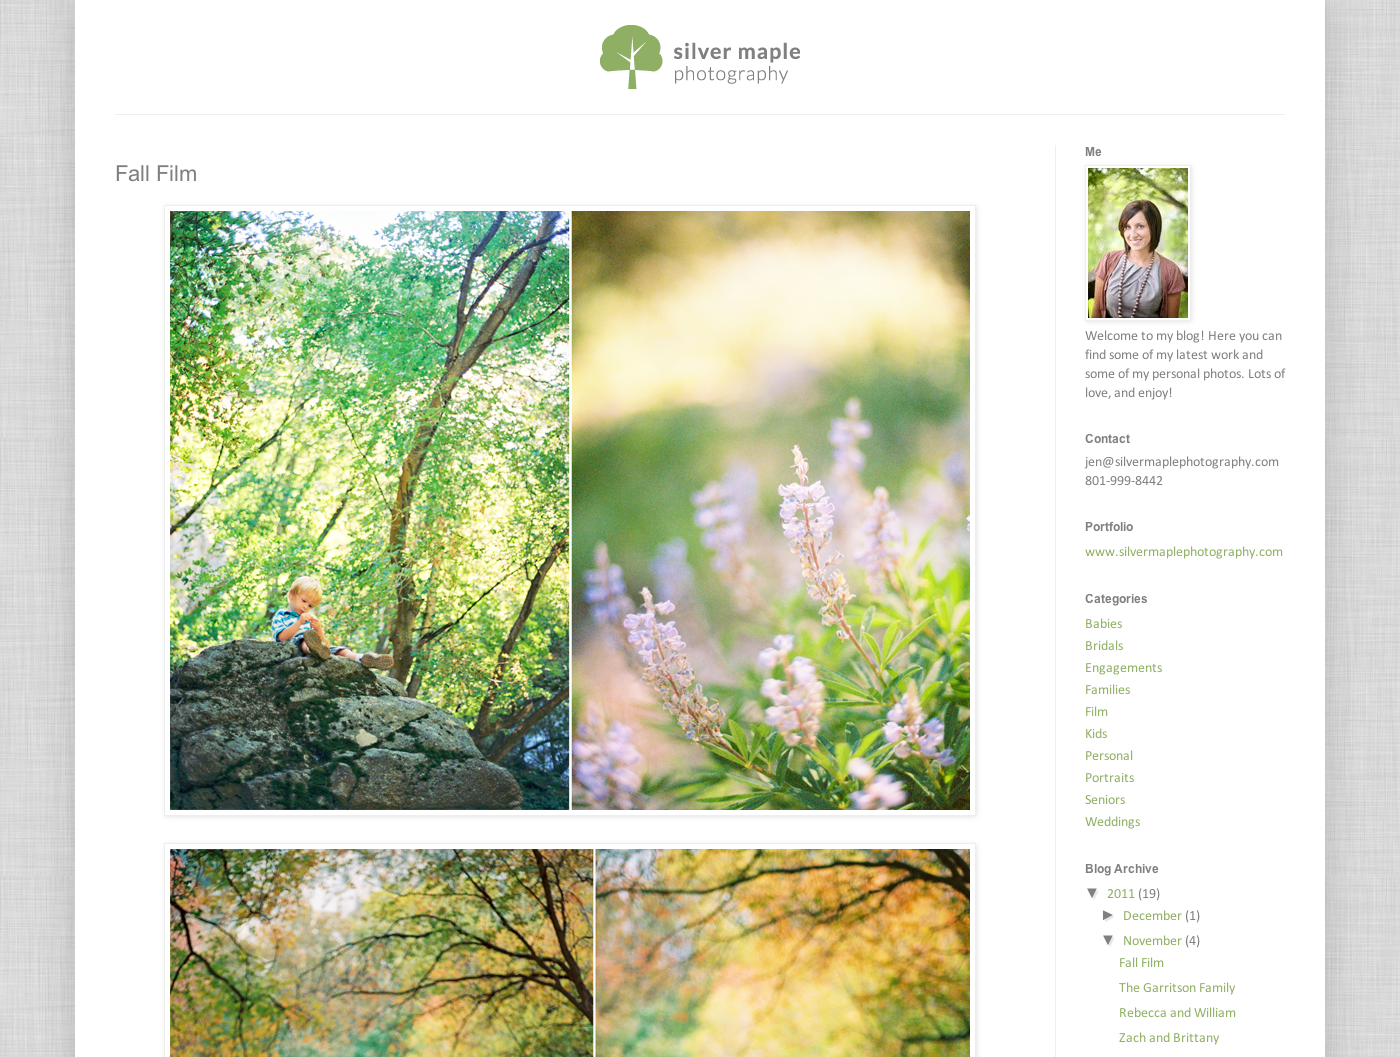 silver maple
photography
Fall Film
Me
Welcome to my blog! Here you can
find some of my latest work and
some of my personal photos. Lots of
love, and enjoy!
Contact
jen@silvermaplephotography.com
801-999-8442
Portfolio
www.silvermaplephotography.com
Categories
Babies
Bridals
Engagements
Families
Film
Kids
Personal
Portraits
Seniors
Weddings
Blog Archive
▼ 2011 (19)
► December (1)
▼ November (4)
Fall Film
The Garritson Family
Rebecca and William
Zach and Brittany